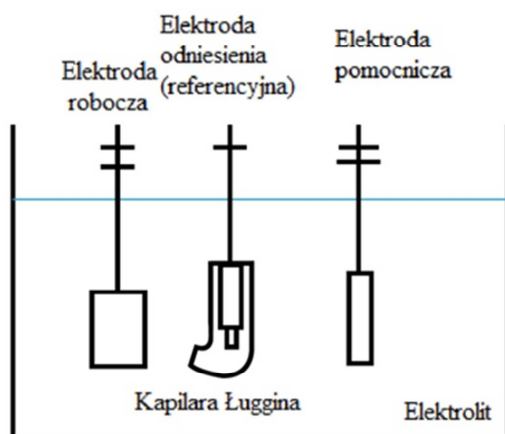 Elektroda
robocza
Elektroda
odniesienia
(referencyjna)
Elektroda
pomocnicza
Kapilara Ługgina
Elektrolit